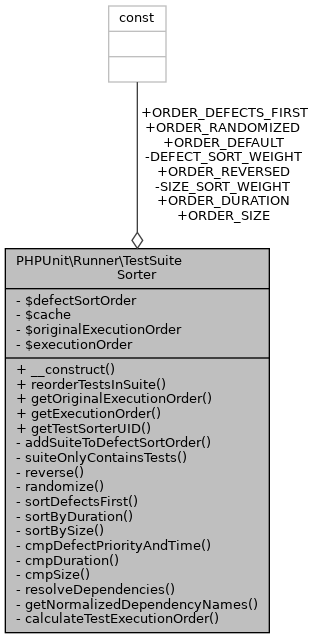 const
+ORDER_DEFECTS_FIRST
+ORDER_RANDOMIZED
+ORDER_DEFAULT
-DEFECT_SORT_WEIGHT
+ORDER_REVERSED
-SIZE_SORT_WEIGHT
+ORDER_DURATION
+ORDER_SIZE
PHPUnit\Runner\TestSuite
Sorter
- $defectSortOrder
- $cache
- $originalExecutionOrder
- $executionOrder
+ __construct()
+ reorderTestsInSuite()
+ getOriginalExecutionOrder()
+ getExecutionOrder()
+ getTestSorterUID()
- addSuiteToDefectSortOrder()
- suiteOnlyContainsTests()
- reverse()
- randomize()
- sortDefectsFirst()
- sortByDuration()
- sortBySize()
- cmpDefectPriorityAndTime()
- cmpDuration()
- cmpSize()
- resolveDependencies()
- getNormalizedDependencyNames()
- calculateTestExecutionOrder()